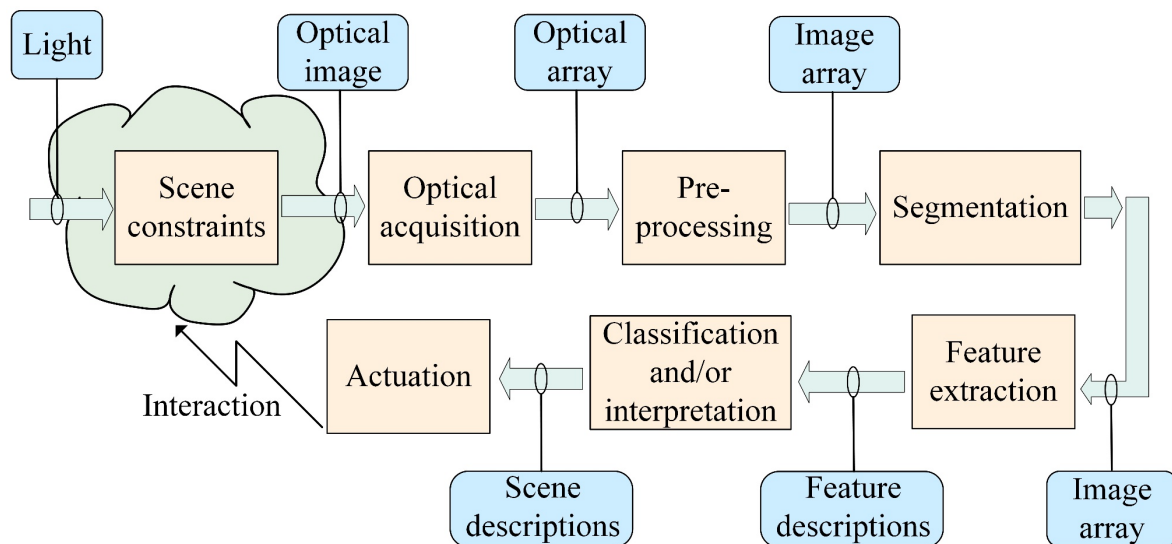 Light
Optical
image
Optical
array
Image
array
Scene
constraints
Optical
acquisition
Pre-
processing
Segmentation
Interaction
Actuation
Classification
and/or
interpretation
Feature
extraction
Scene
descriptions
Feature
descriptions
Image
array